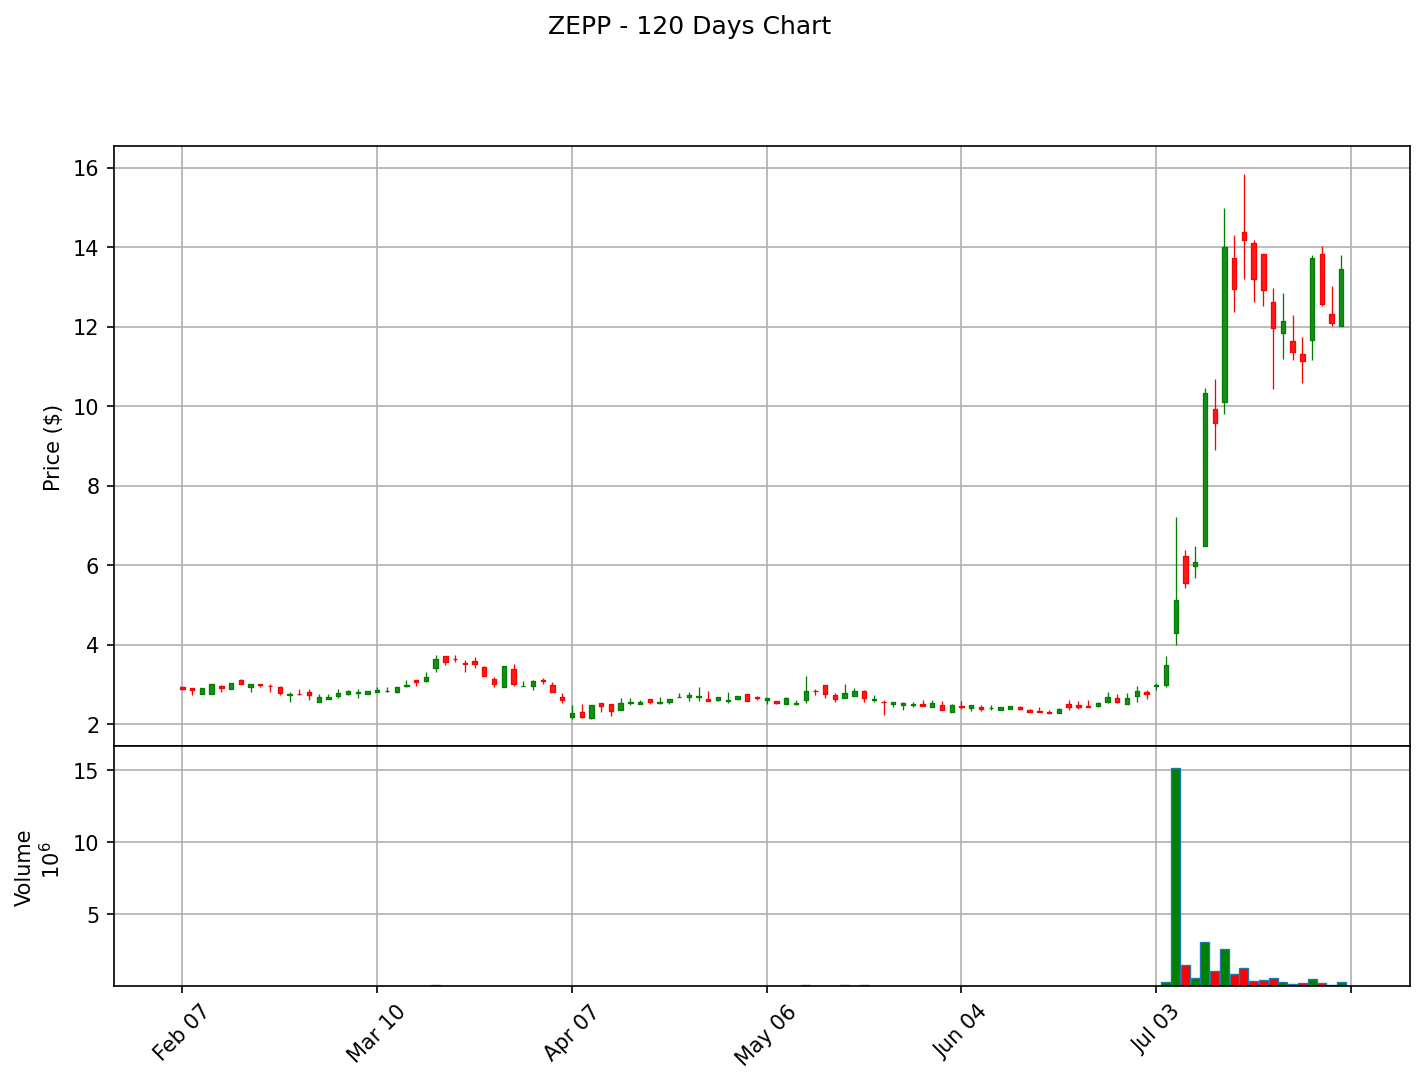 ZEPP - 120 Days Chart
16
14
12
10
8
6
4
2
Price ($)
15
10
5
Volume
10^6
Feb 07
Mar 10
Apr 07
May 06
Jun 04
Jul 03